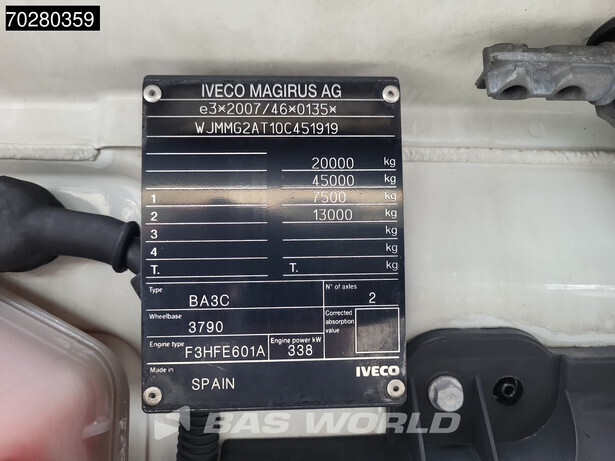 70280359
IVECO MAGIRUS AG
e3×2007/46×0135×
WJMMG2AT10C451919
20000 kg
45000 kg
1 7500 kg
2 13000 kg
3 kg
4 kg
T. T. kg
Type BA3C N° of axles 2
Wheelbase 3790 Corrected absorption value
Engine type F3HFE601A Engine power kW 338
Made in SPAIN IVECO
BAS WORLD